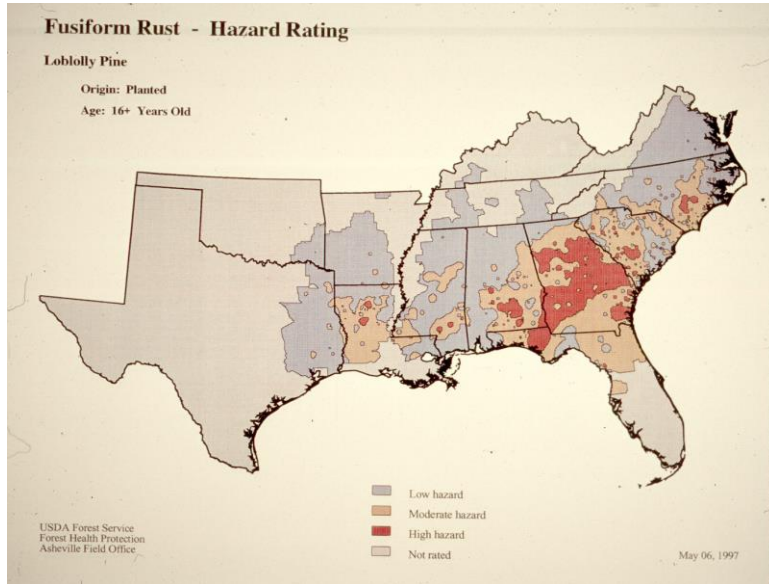 Fusiform Rust - Hazard Rating
Loblolly Pine
Origin: Planted
Age: 16+ Years Old
Low hazard
Moderate hazard
High hazard
Not rated
USDA Forest Service
Forest Health Protection
Asheville Field Office
May 06, 1997